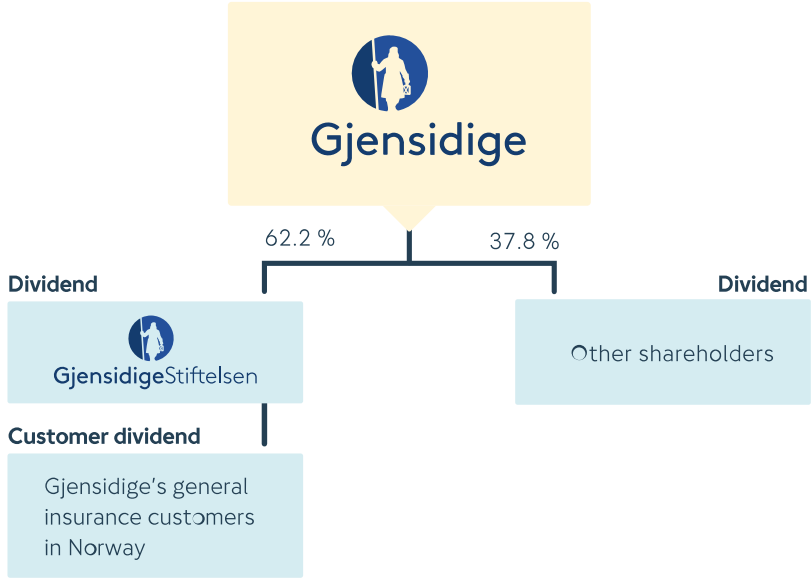 Gjensidige
62.2 %
37.8 %
Dividend
Dividend
GjensidigeStiftelsen
Other shareholders
Customer dividend
Gjensidige's general
insurance customers
in Norway